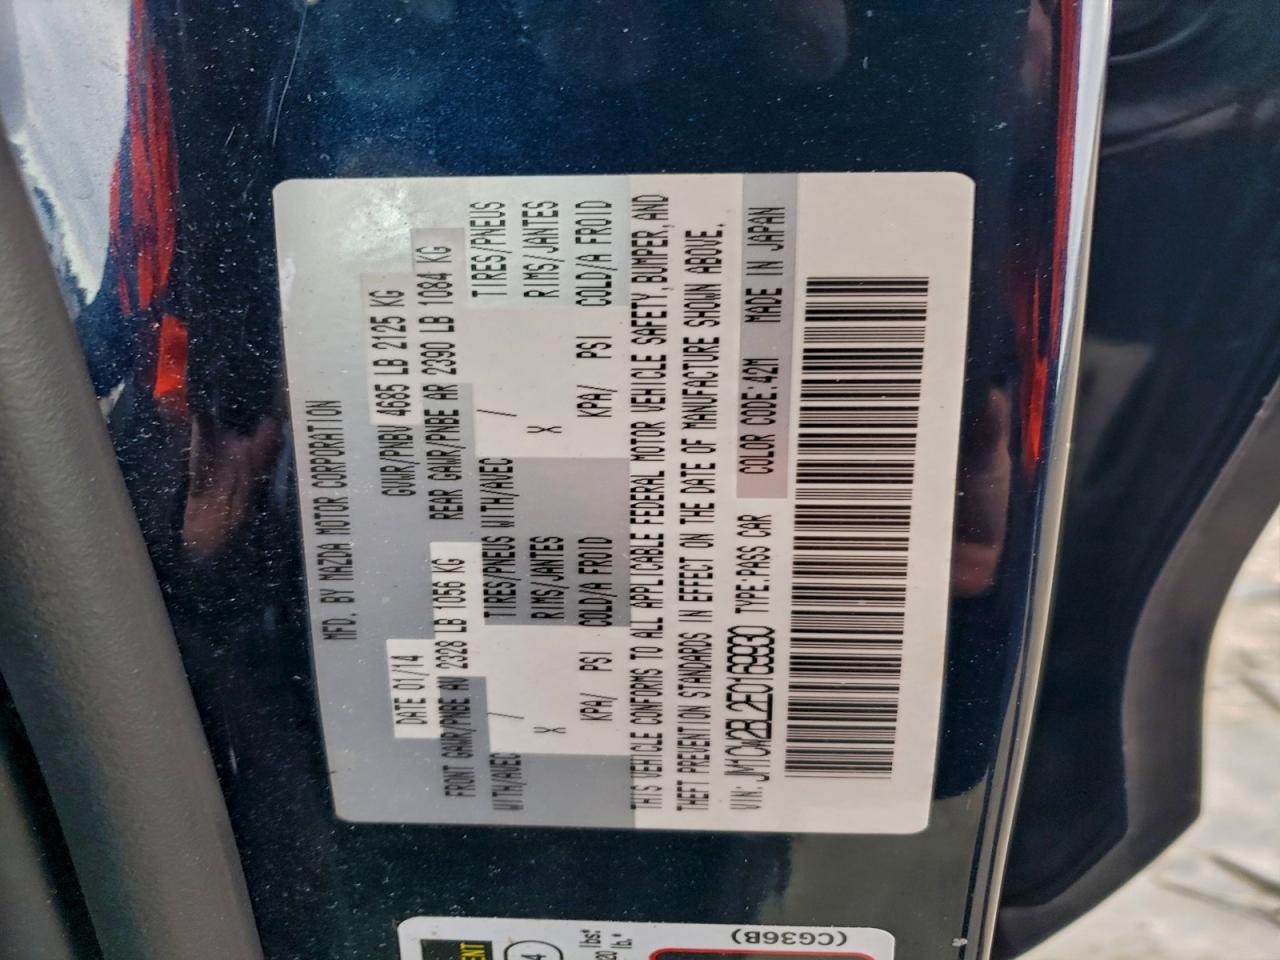 MFD. BY MAZDA MOTOR CORPORATION
DATE 01/14 GVWR/PNBV 4685 LB 2125 KG
FRONT GAWR/PNBE AV 2328 LB 1056 KG REAR GAWR/PNBE AR 2390 LB 1084 KG
WITH/AVEC / TIRES/PNEUS WITH/AVEC / TIRES/PNEUS
X RIMS/JANTES X RIMS/JANTES
KPA/ PSI COLD/A FROID KPA/ PSI COLD/A FROID
THIS VEHICLE CONFORMS TO ALL APPLICABLE FEDERAL MOTOR VEHICLE SAFETY, BUMPER, AND
THEFT PREVENTION STANDARDS IN EFFECT ON THE DATE OF MANUFACTURE SHOWN ABOVE.
VIN: TYPE:PASS CAR COLOR CODE:42M MADE IN JAPAN
(CG36B)
lbs*
lb.*